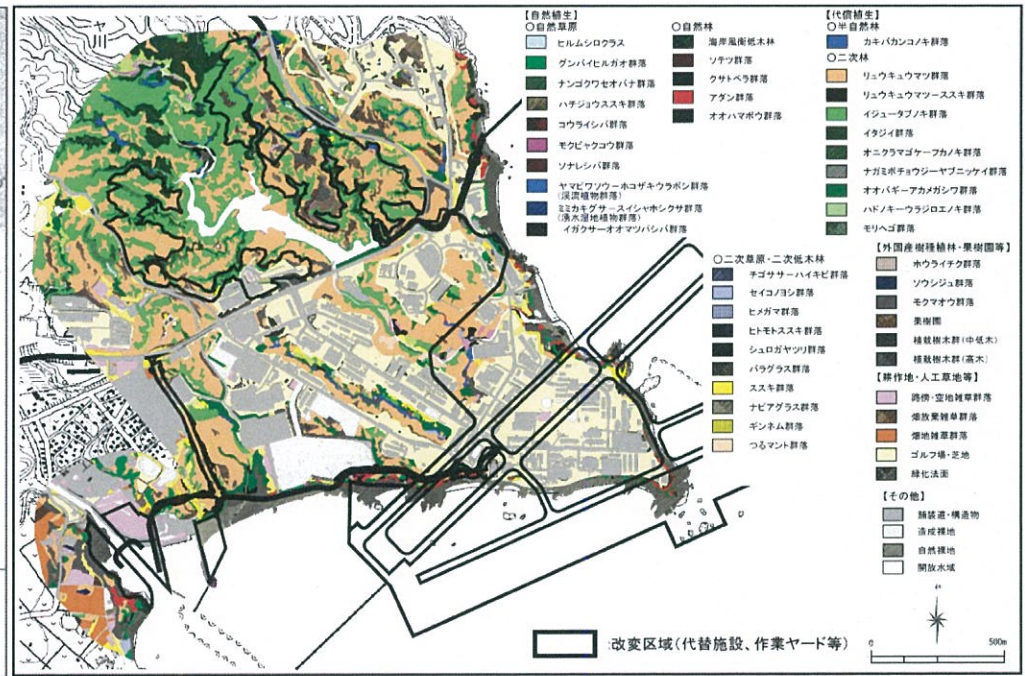 ヤ川
【自然植生】
○自然草原
ヒルムシロクラス
グンバイヒルガオ群落
ナンゴクワセオバナ群落
ハチジョウススキ群落
コウライシバ群落
モクビャクコウ群落
ソナレシバ群落
ヤマビワソウーホコザキウラボシ群落
(渓流植物群落)
ミミカキグサースイシャホシクサ群落
(湧水湿地植物群落)
イガクサーオオマツバシバ群落
○自然林
海岸風衝低木林
ソテツ群落
クサトベラ群落
アダン群落
オオハマボウ群落
【代償植生】
○半自然林
カキバカンコノキ群落
○二次林
リュウキュウマツ群落
リュウキュウマツーススキ群落
イジュータブノキ群落
イタジイ群落
オニクラマゴケーフカノキ群落
ナガミボチョウジーヤブニッケイ群落
オオバギーアカメガシワ群落
ハドノキーウラジロエノキ群落
モリヘゴ群落
○二次草原・二次低木林
チゴザサーハイキビ群落
セイコノヨシ群落
ヒメガマ群落
ヒトモトススキ群落
シュロガヤツリ群落
パラグラス群落
ススキ群落
ナピアグラス群落
ギンネム群落
つるマント群落
【外国産樹種植林・果樹園等】
ホウライチク群落
ソウシジュ群落
モクマオウ群落
果樹園
植栽樹木群(中低木)
植栽樹木群(高木)
【耕作地・人工草地等】
路傍・空地雑草群落
畑放棄雑草群落
畑地雑草群落
ゴルフ場・芝地
緑化法面
【その他】
舗装道・構造物
造成裸地
自然裸地
開放水域
:改変区域(代替施設、作業ヤード等)
0 500m